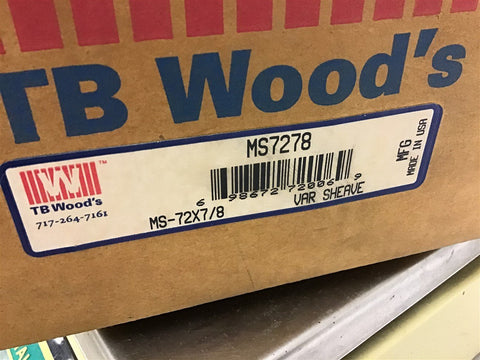 TB Wood's
MS7278
TM
TB Wood's
717-264-7161
6 98672 72006 9
MS-72X7/8
VAR SHEAVE
MFG
MADE IN USA